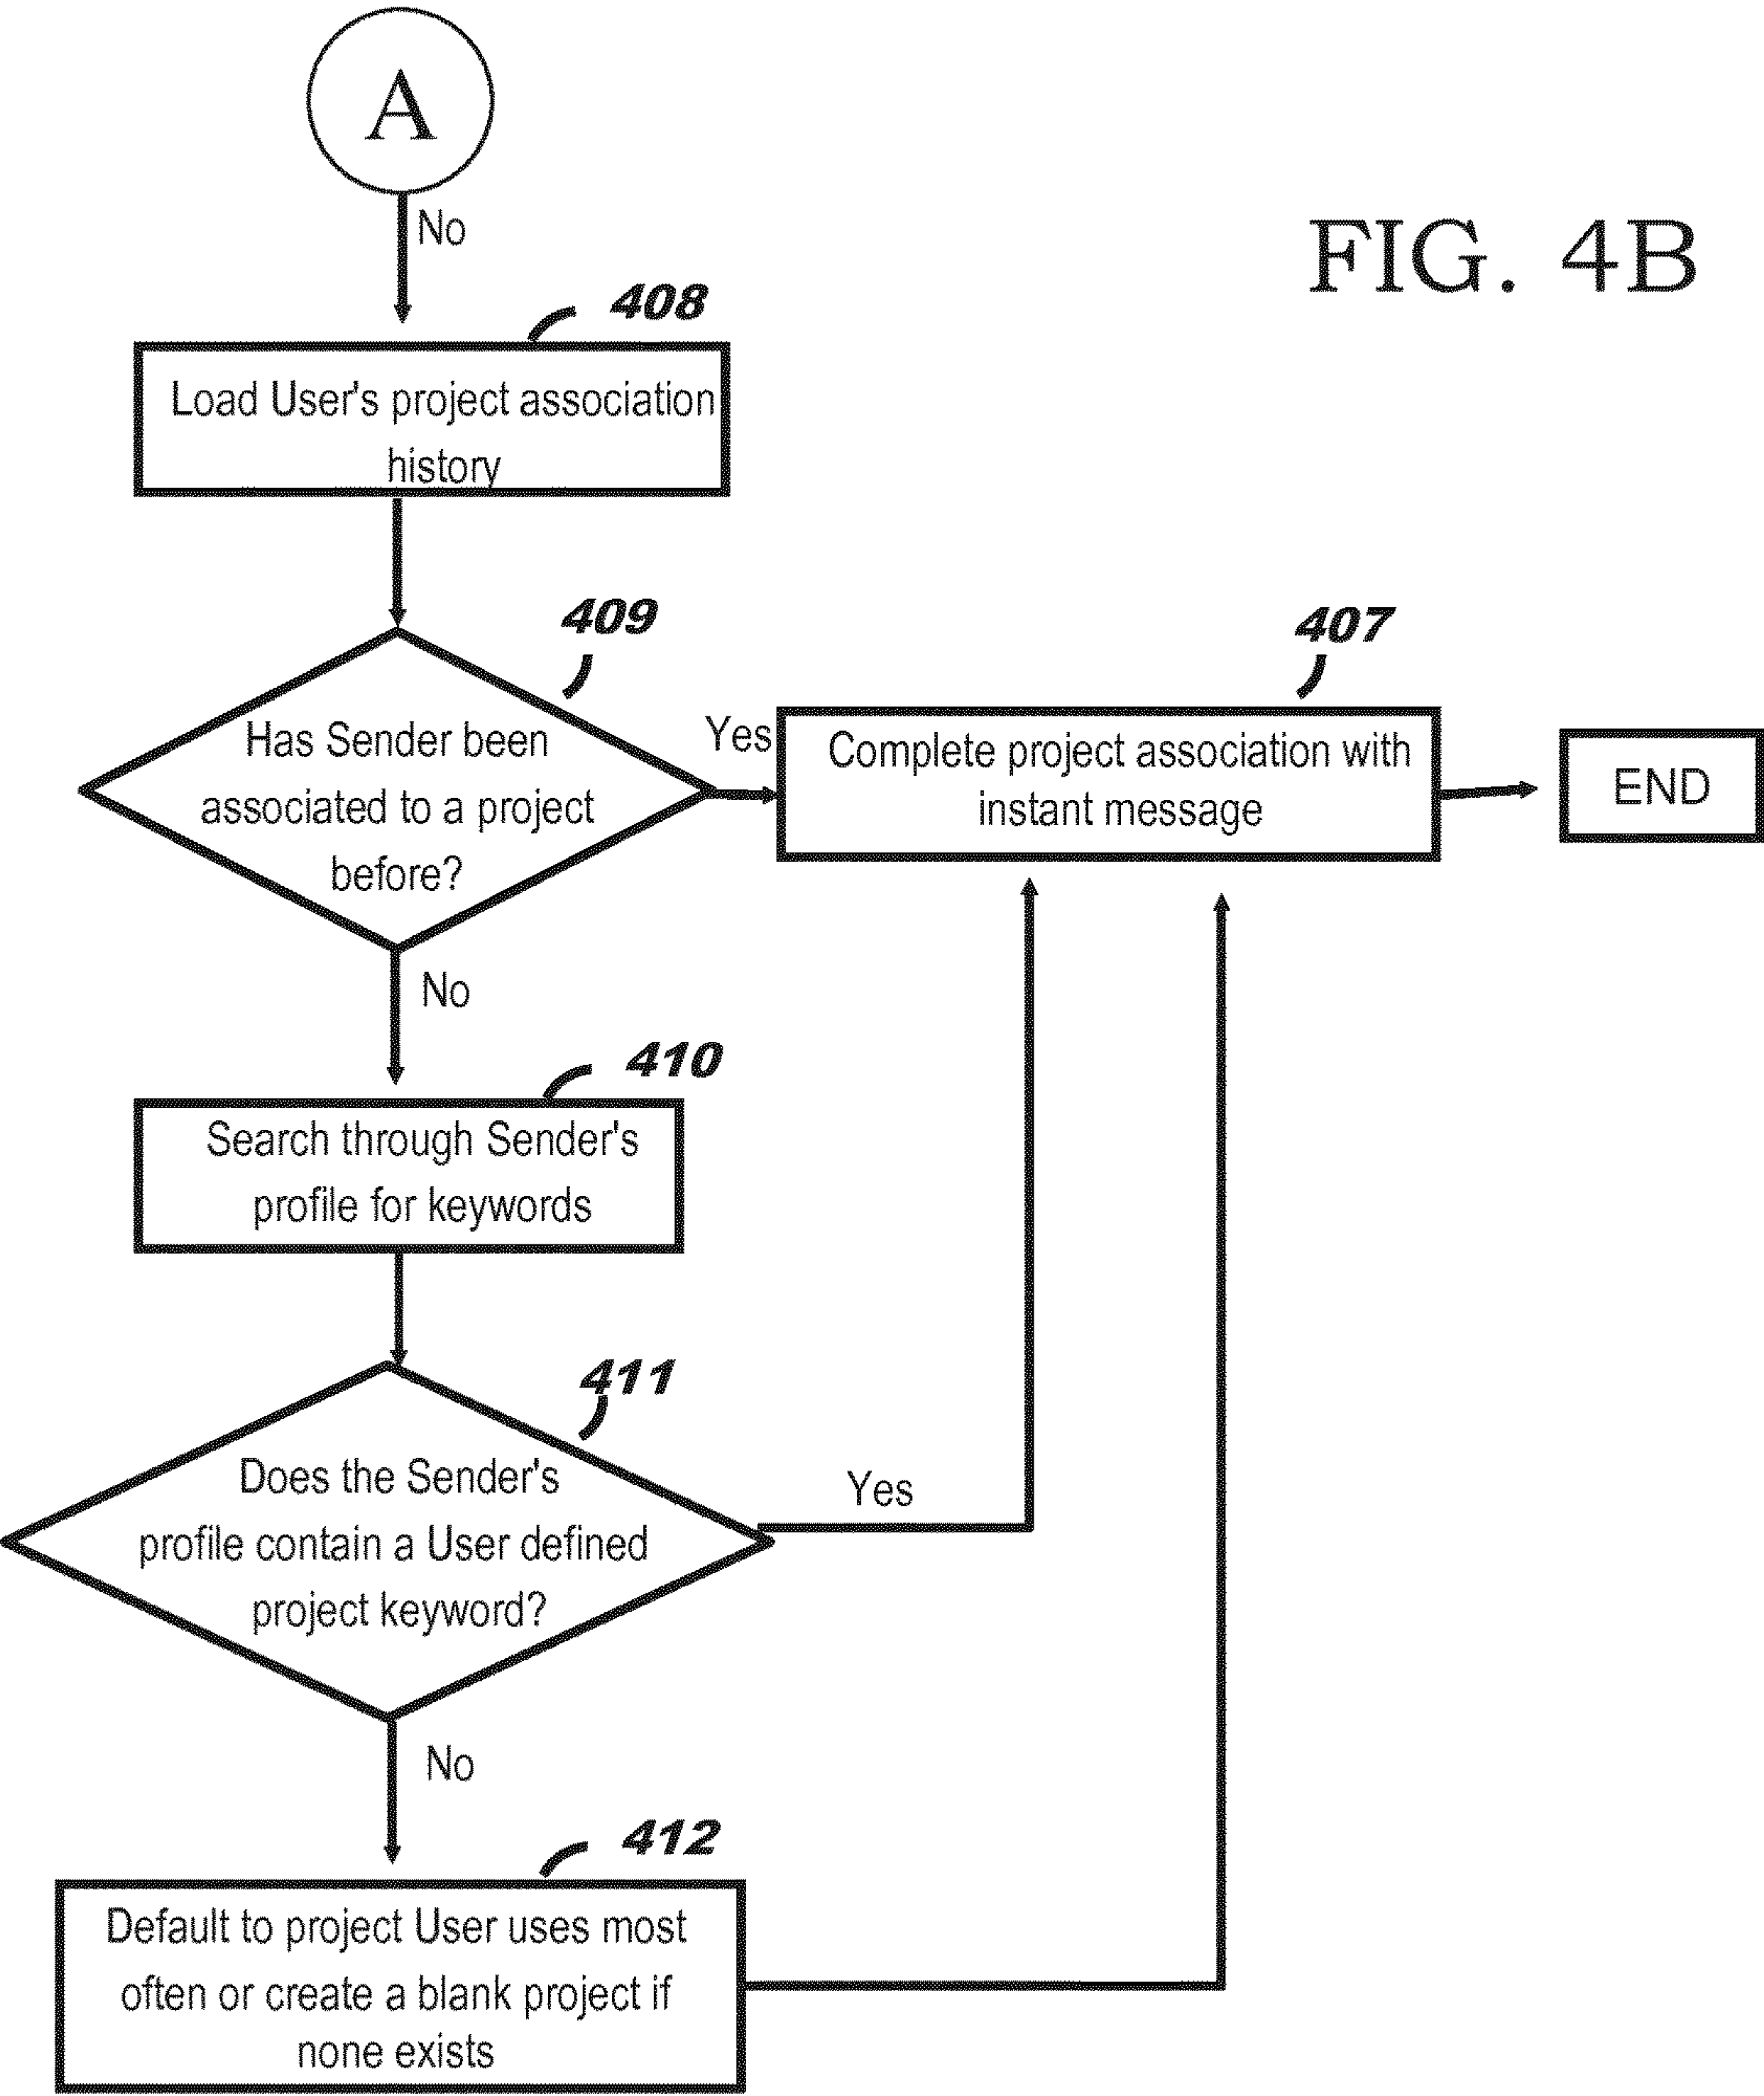 A
No
FIG. 4B
408
Load User's project association
history
409
Has Sender been
associated to a project
before?
Yes
407
Complete project association with
instant message
END
No
410
Search through Sender's
profile for keywords
411
Does the Sender's
profile contain a User defined
project keyword?
Yes
No
412
Default to project User uses most
often or create a blank project if
none exists